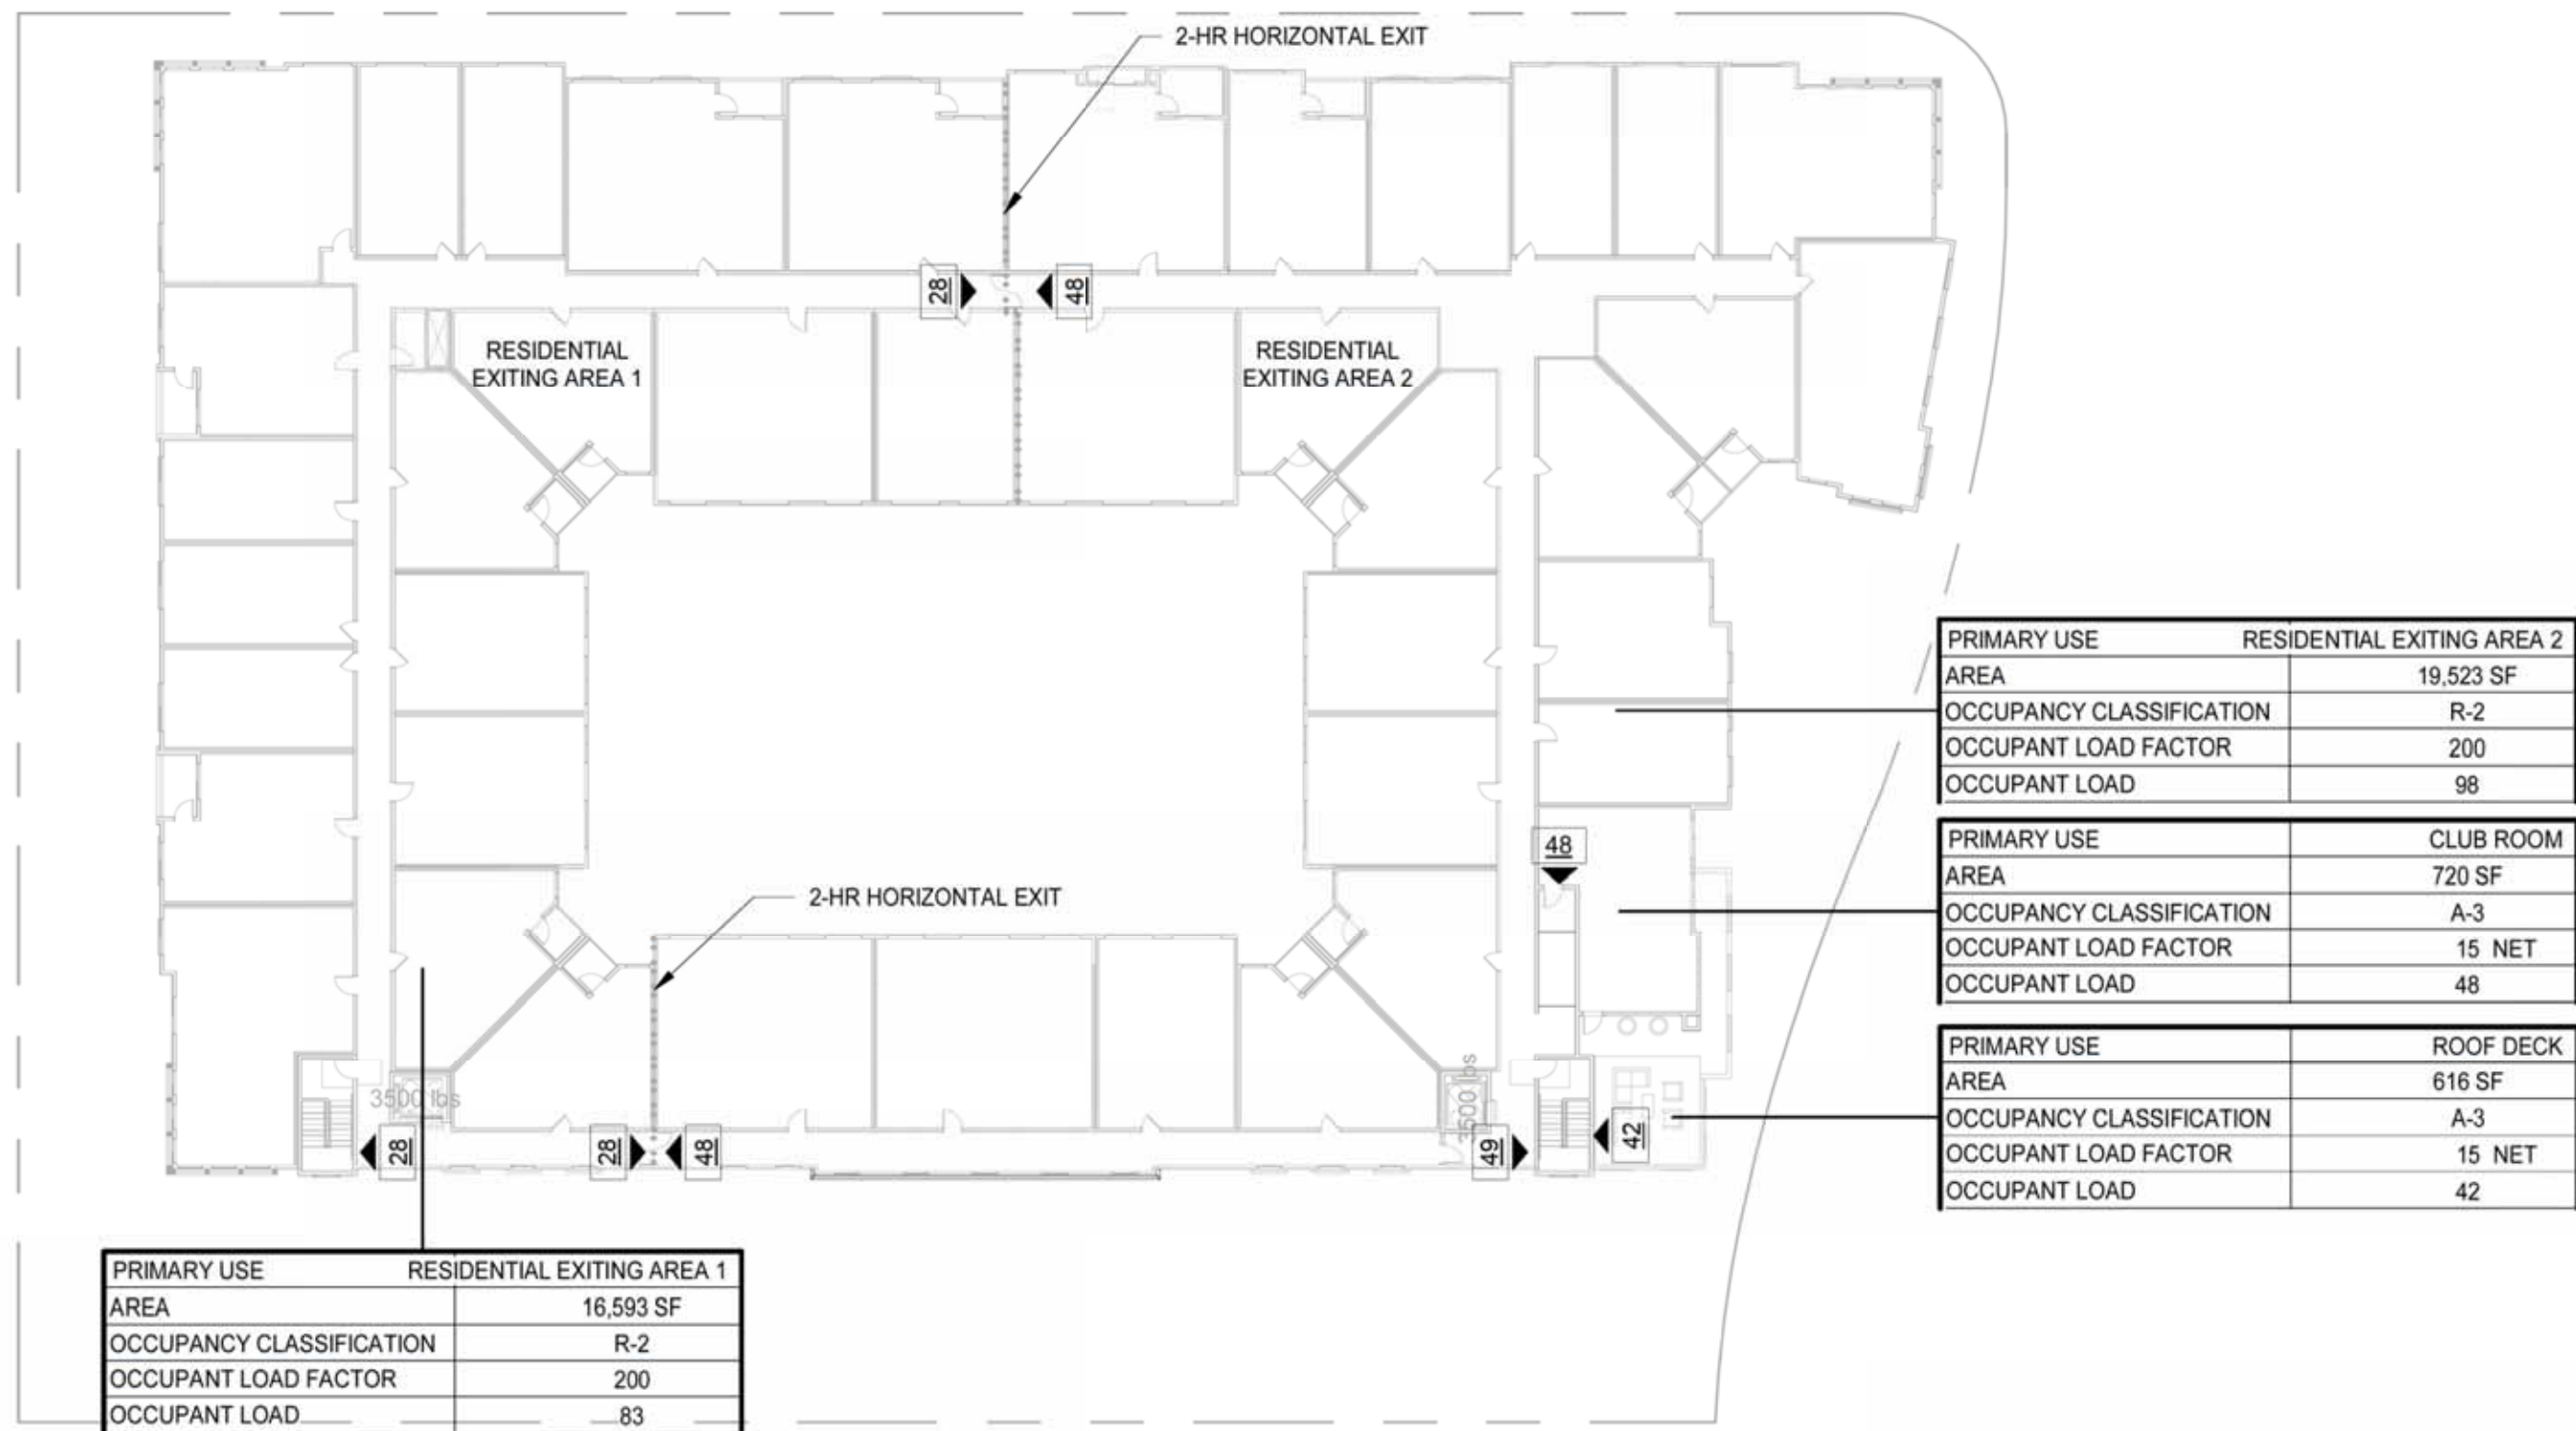 2-HR HORIZONTAL EXIT
28
48
RESIDENTIAL
EXITING AREA 1
RESIDENTIAL
EXITING AREA 2
PRIMARY USE RESIDENTIAL EXITING AREA 2
AREA 19,523 SF
OCCUPANCY CLASSIFICATION R-2
OCCUPANT LOAD FACTOR 200
OCCUPANT LOAD 98
48
PRIMARY USE CLUB ROOM
AREA 720 SF
OCCUPANCY CLASSIFICATION A-3
OCCUPANT LOAD FACTOR 15 NET
OCCUPANT LOAD 48
2-HR HORIZONTAL EXIT
PRIMARY USE ROOF DECK
AREA 616 SF
OCCUPANCY CLASSIFICATION A-3
OCCUPANT LOAD FACTOR 15 NET
OCCUPANT LOAD 42
3500 lbs
3500 lbs
28
28
48
49
42
PRIMARY USE RESIDENTIAL EXITING AREA 1
AREA 16,593 SF
OCCUPANCY CLASSIFICATION R-2
OCCUPANT LOAD FACTOR 200
OCCUPANT LOAD 83